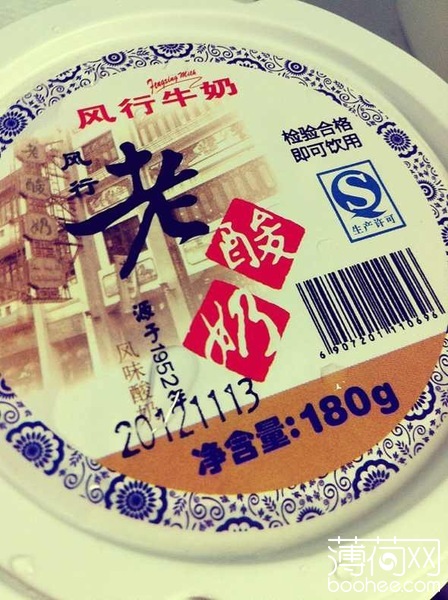 Fengxing Milk
风行牛奶
检验合格
即可饮用
风行
老
酸奶
老酸奶
生产许可
源于1952年
风味酸
20121113
净含量:180g
薄荷网
boohee.com